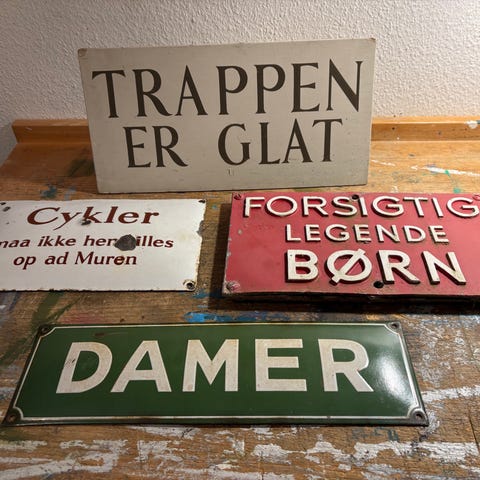 TRAPPEN
ER GLAT
Cykler
maa ikke henstilles
op ad Muren
FORSIGTIG
LEGENDE
BØRN
DAMER